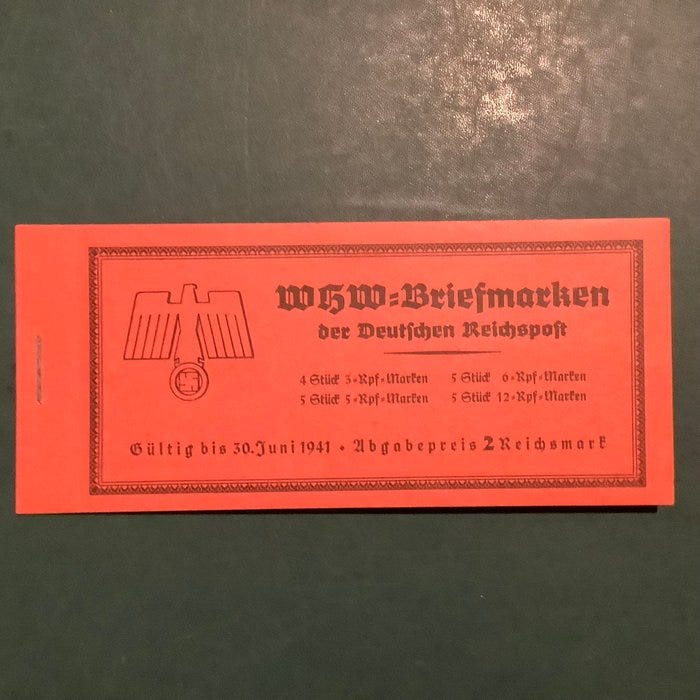 WHW-Briefmarken
der Deutschen Reichspost
4 Stück 3-Rpf-Marken 5 Stück 6-Rpf-Marken
5 Stück 5-Rpf-Marken 5 Stück 12-Rpf-Marken
Gültig bis 30. Juni 1941 • Abgabepreis 2 Reichsmark